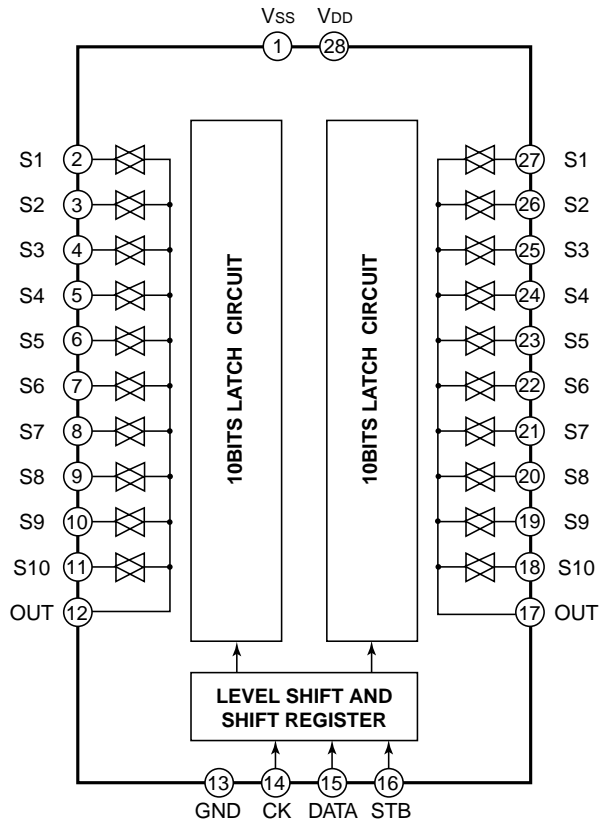 VSS VDD
1 28
S1 2 27 S1
S2 3 26 S2
S3 4 25 S3
S4 5 24 S4
S5 6 23 S5
S6 7 22 S6
S7 8 21 S7
S8 9 20 S8
S9 10 19 S9
S10 11 18 S10
OUT 12 17 OUT
10BITS LATCH CIRCUIT
10BITS LATCH CIRCUIT
LEVEL SHIFT AND
SHIFT REGISTER
13 14 15 16
GND CK DATA STB